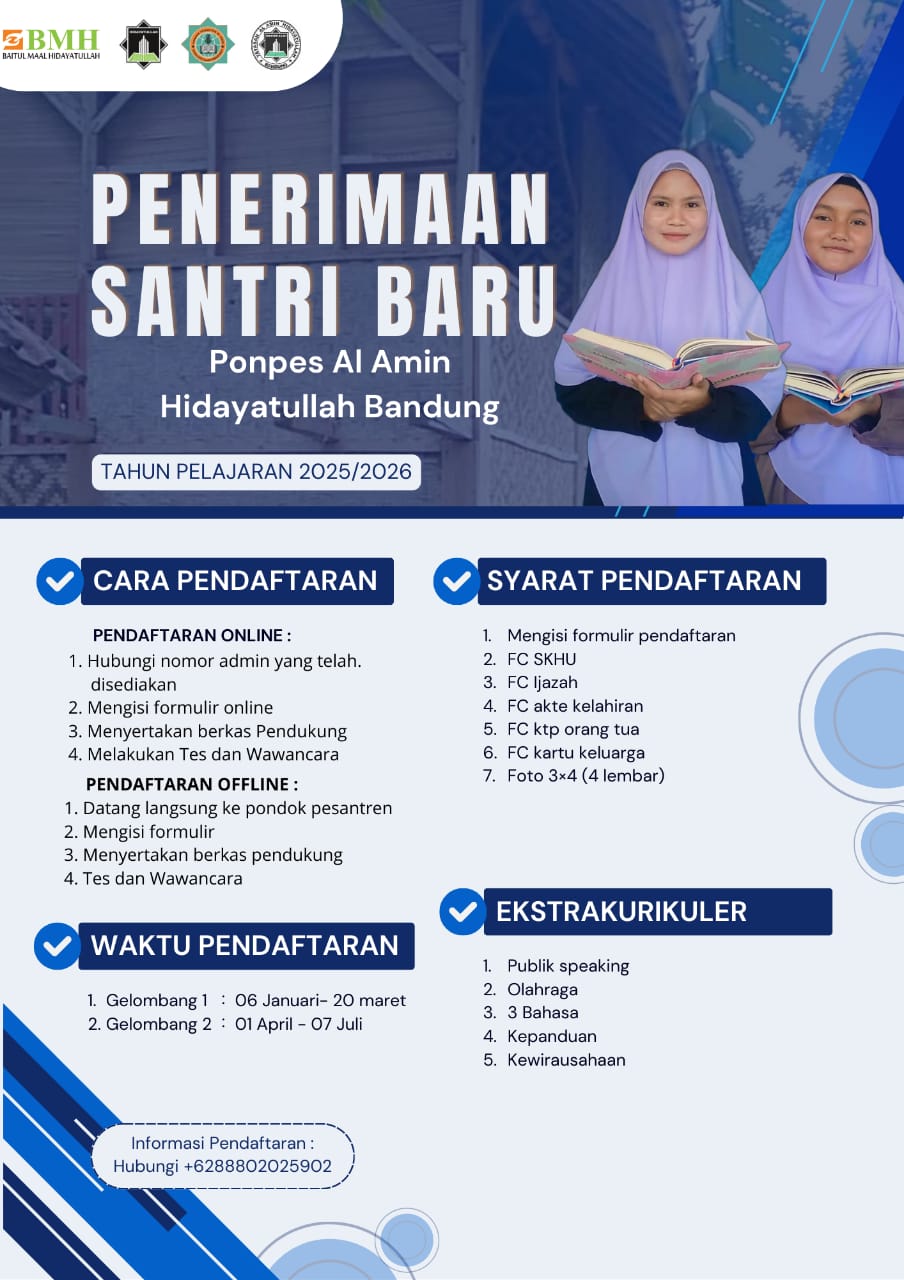 BMH
BAITUL MAAL HIDAYATULLAH
PENERIMAAN
SANTRI BARU
Ponpes Al Amin
Hidayatullah Bandung
TAHUN PELAJARAN 2025/2026
CARA PENDAFTARAN
PENDAFTARAN ONLINE :
1. Hubungi nomor admin yang telah.
disediakan
2. Mengisi formulir online
3. Menyertakan berkas Pendukung
4. Melakukan Tes dan Wawancara
PENDAFTARAN OFFLINE :
1. Datang langsung ke pondok pesantren
2. Mengisi formulir
3. Menyertakan berkas pendukung
4. Tes dan Wawancara
WAKTU PENDAFTARAN
1. Gelombang 1 : 06 Januari- 20 maret
2. Gelombang 2 : 01 April - 07 Juli
Informasi Pendaftaran :
Hubungi +6288802025902
SYARAT PENDAFTARAN
1. Mengisi formulir pendaftaran
2. FC SKHU
3. FC Ijazah
4. FC akte kelahiran
5. FC ktp orang tua
6. FC kartu keluarga
7. Foto 3×4 (4 lembar)
EKSTRAKURIKULER
1. Publik speaking
2. Olahraga
3. 3 Bahasa
4. Kepanduan
5. Kewirausahaan